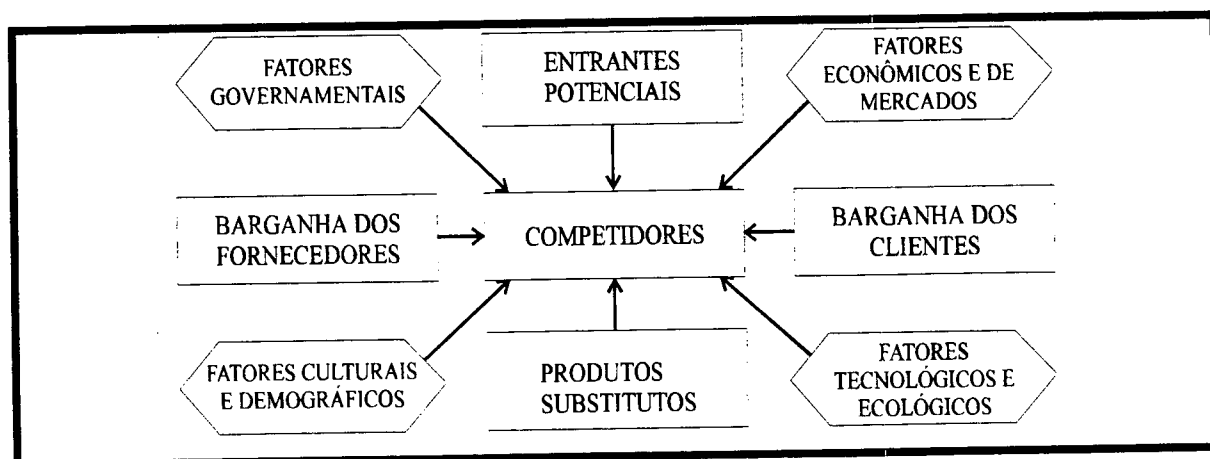 FATORES
GOVERNAMENTAIS
ENTRANTES
POTENCIAIS
FATORES
ECONÔMICOS E DE
MERCADOS
BARGANHA DOS
FORNECEDORES
COMPETIDORES
BARGANHA DOS
CLIENTES
FATORES CULTURAIS
E DEMOGRÁFICOS
PRODUTOS
SUBSTITUTOS
FATORES
TECNOLÓGICOS E
ECOLÓGICOS